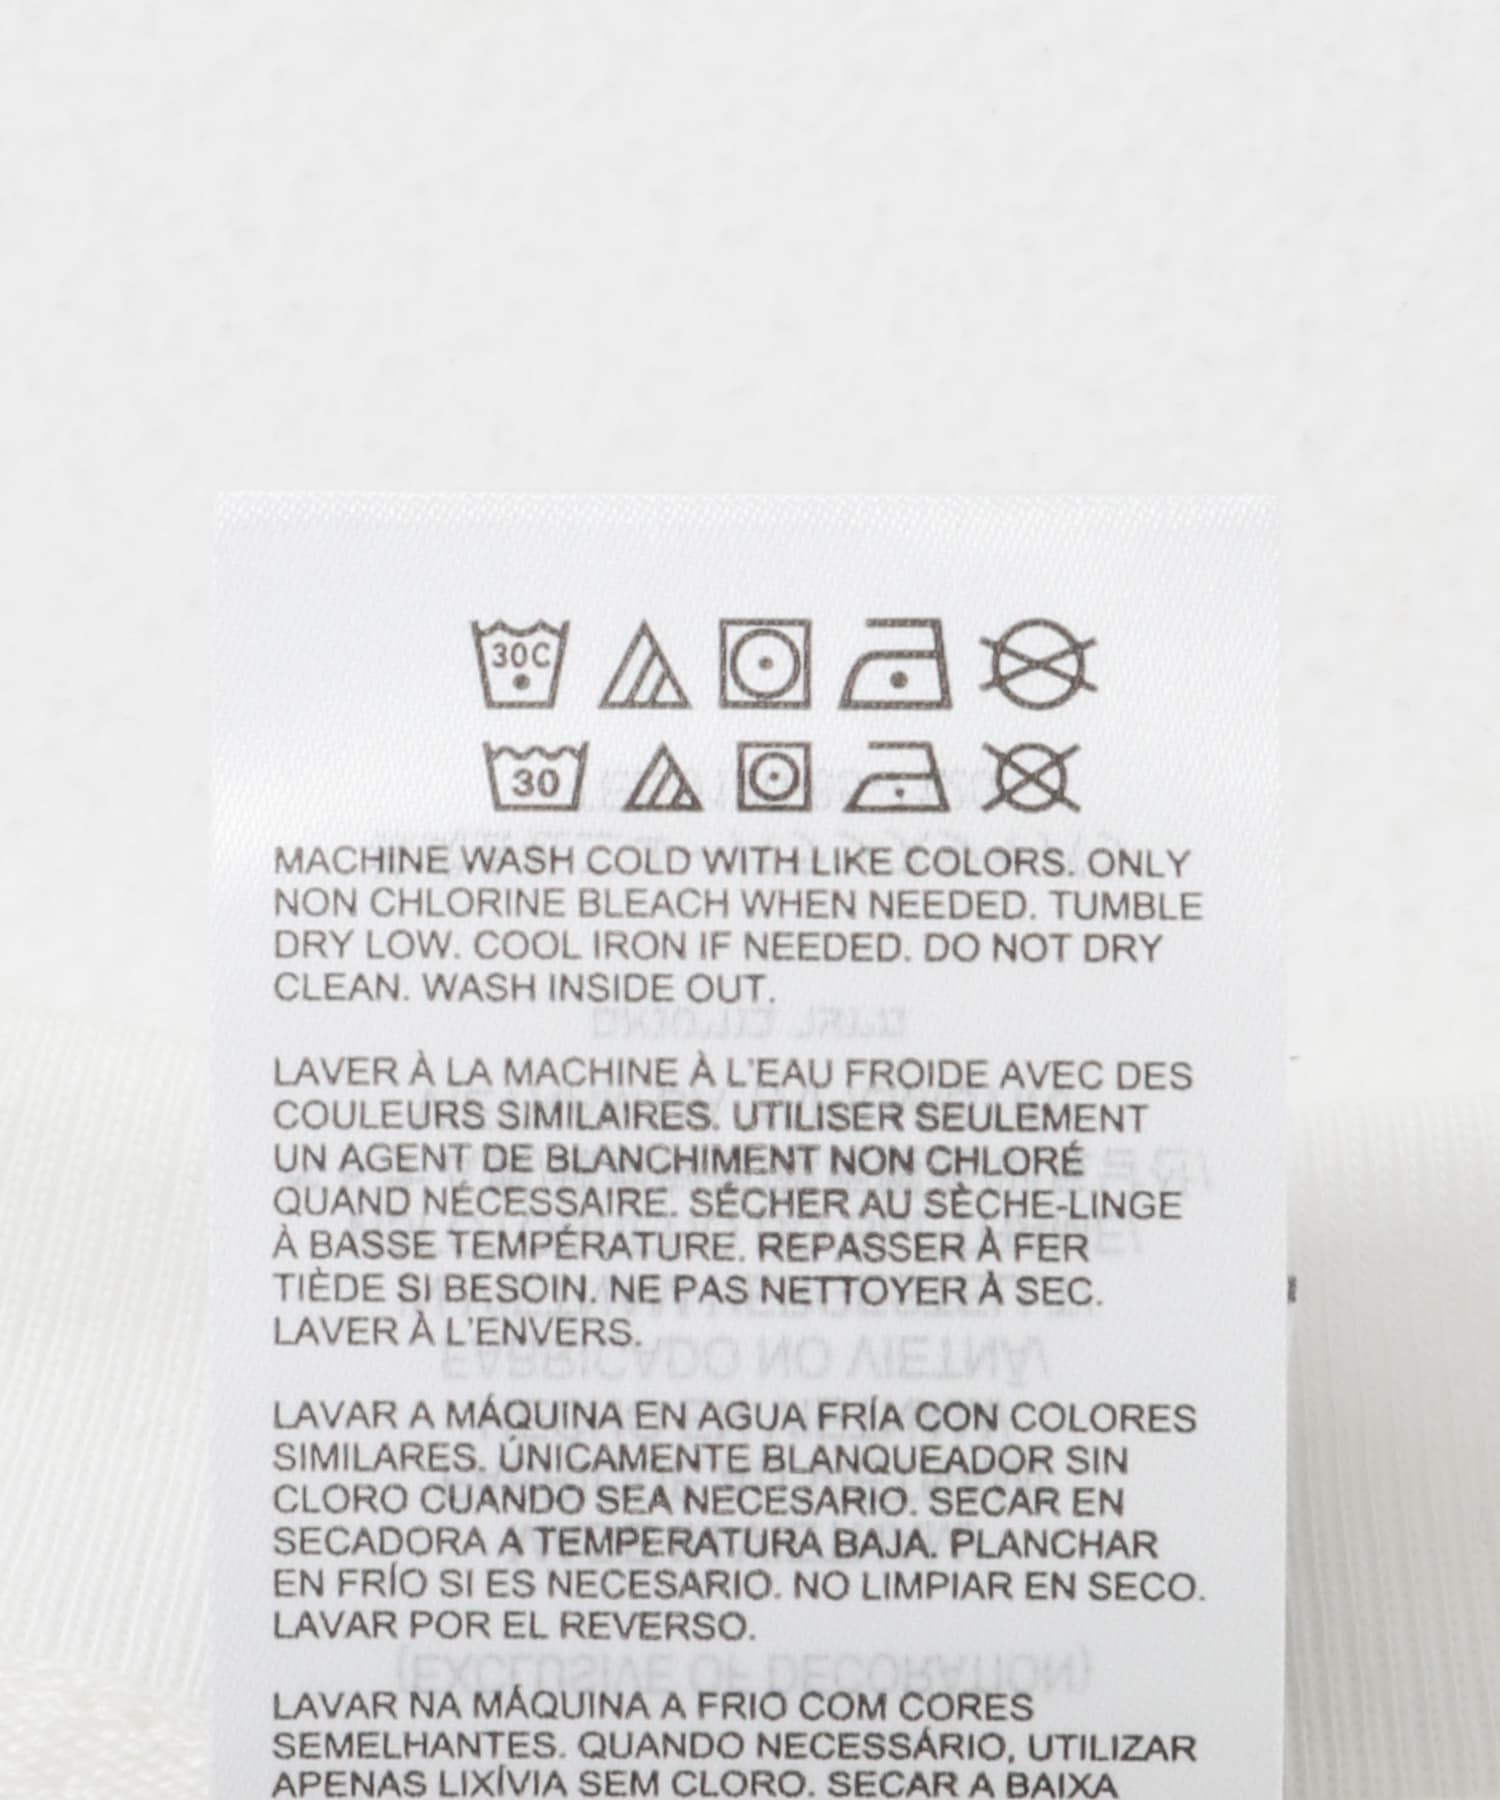 30C
30
MACHINE WASH COLD WITH LIKE COLORS. ONLY
NON CHLORINE BLEACH WHEN NEEDED. TUMBLE
DRY LOW. COOL IRON IF NEEDED. DO NOT DRY
CLEAN. WASH INSIDE OUT.
LAVER À LA MACHINE À L'EAU FROIDE AVEC DES
COULEURS SIMILAIRES. UTILISER SEULEMENT
UN AGENT DE BLANCHIMENT NON CHLORÉ
QUAND NÉCESSAIRE. SÉCHER AU SÈCHE-LINGE
À BASSE TEMPÉRATURE. REPASSER À FER
TIÈDE SI BESOIN. NE PAS NETTOYER À SEC.
LAVER À L'ENVERS.
LAVAR A MÁQUINA EN AGUA FRÍA CON COLORES
SIMILARES. ÚNICAMENTE BLANQUEADOR SIN
CLORO CUANDO SEA NECESARIO. SECAR EN
SECADORA A TEMPERATURA BAJA. PLANCHAR
EN FRÍO SI ES NECESARIO. NO LIMPIAR EN SECO.
LAVAR POR EL REVERSO.
LAVAR NA MÁQUINA A FRIO COM CORES
SEMELHANTES. QUANDO NECESSÁRIO, UTILIZAR
APENAS LIXÍVIA SEM CLORO. SECAR A BAIXA